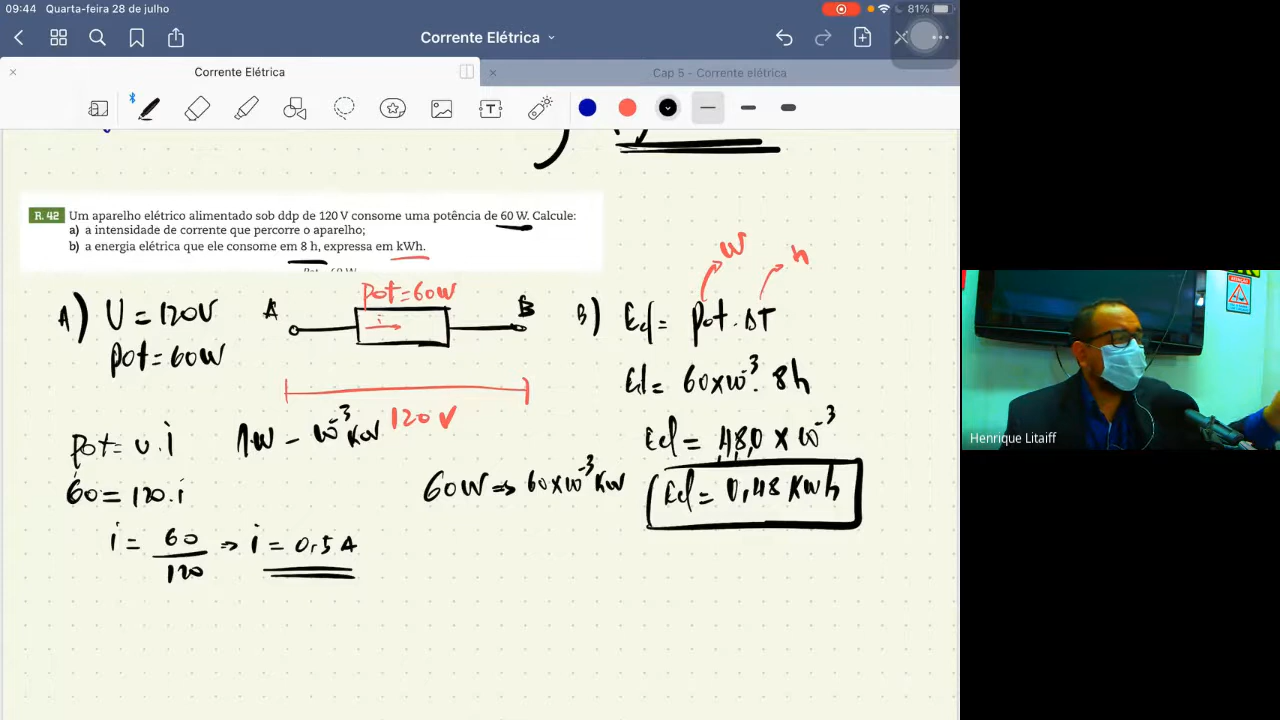 09:44 Quarta-feira 28 de julho
81%
Corrente Elétrica
Corrente Elétrica
Cap 5 - Corrente elétrica
R. 42 Um aparelho elétrico alimentado sob ddp de 120 V consome uma potência de 60 W. Calcule:
a) a intensidade de corrente que percorre o aparelho;
b) a energia elétrica que ele consome em 8 h, expressa em kWh.
A) U = 120V
Pot = 60W
A
Pot = 60W
i
B
120 V
Pot = U . i
60 = 120 . i
i = 60/120 => i = 0,5 A
1W - 10^-3 KW
60W => 60x10^-3 KW
W
h
B) Eel = Pot . ΔT
Eel = 60x10^-3 . 8h
Eel = 480 x 10^-3
Eel = 0,48 KWh
Henrique Litaiff